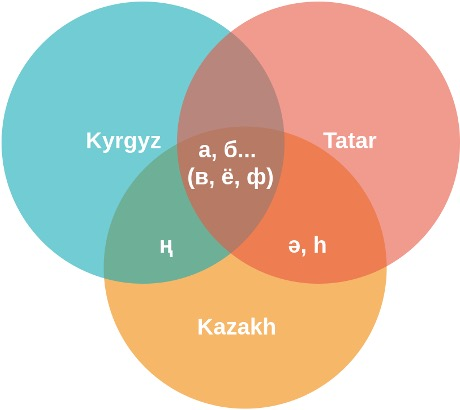 Kyrgyz
Tatar
а, б...
(в, ё, ф)
ң
ә, һ
Kazakh